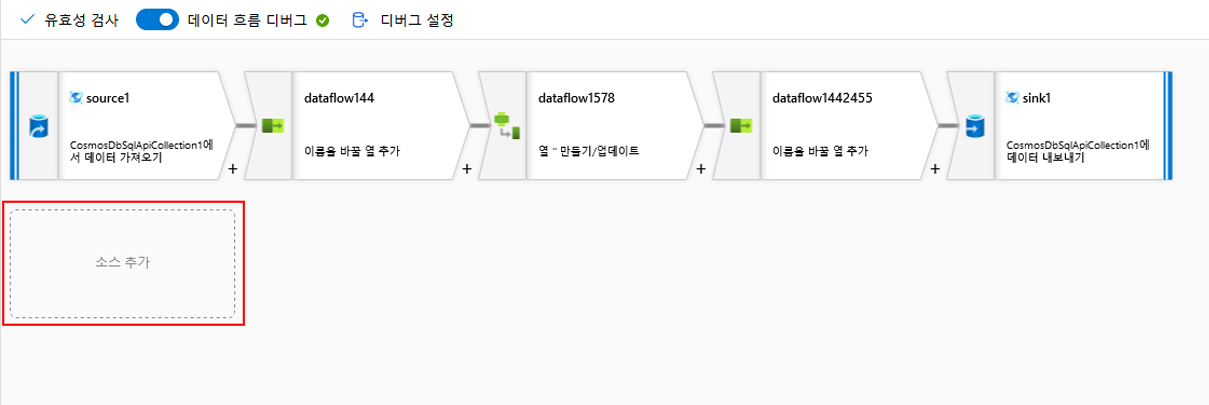 유효성 검사 데이터 흐름 디버그 디버그 설정
source1
CosmosDbSqlApiCollection1에
서 데이터 가져오기
+
dataflow144
이름을 바꿀 열 추가
+
dataflow1578
열 " 만들기/업데이트
+
dataflow1442455
이름을 바꿀 열 추가
+
sink1
CosmosDbSqlApiCollection1에
데이터 내보내기
소스 추가